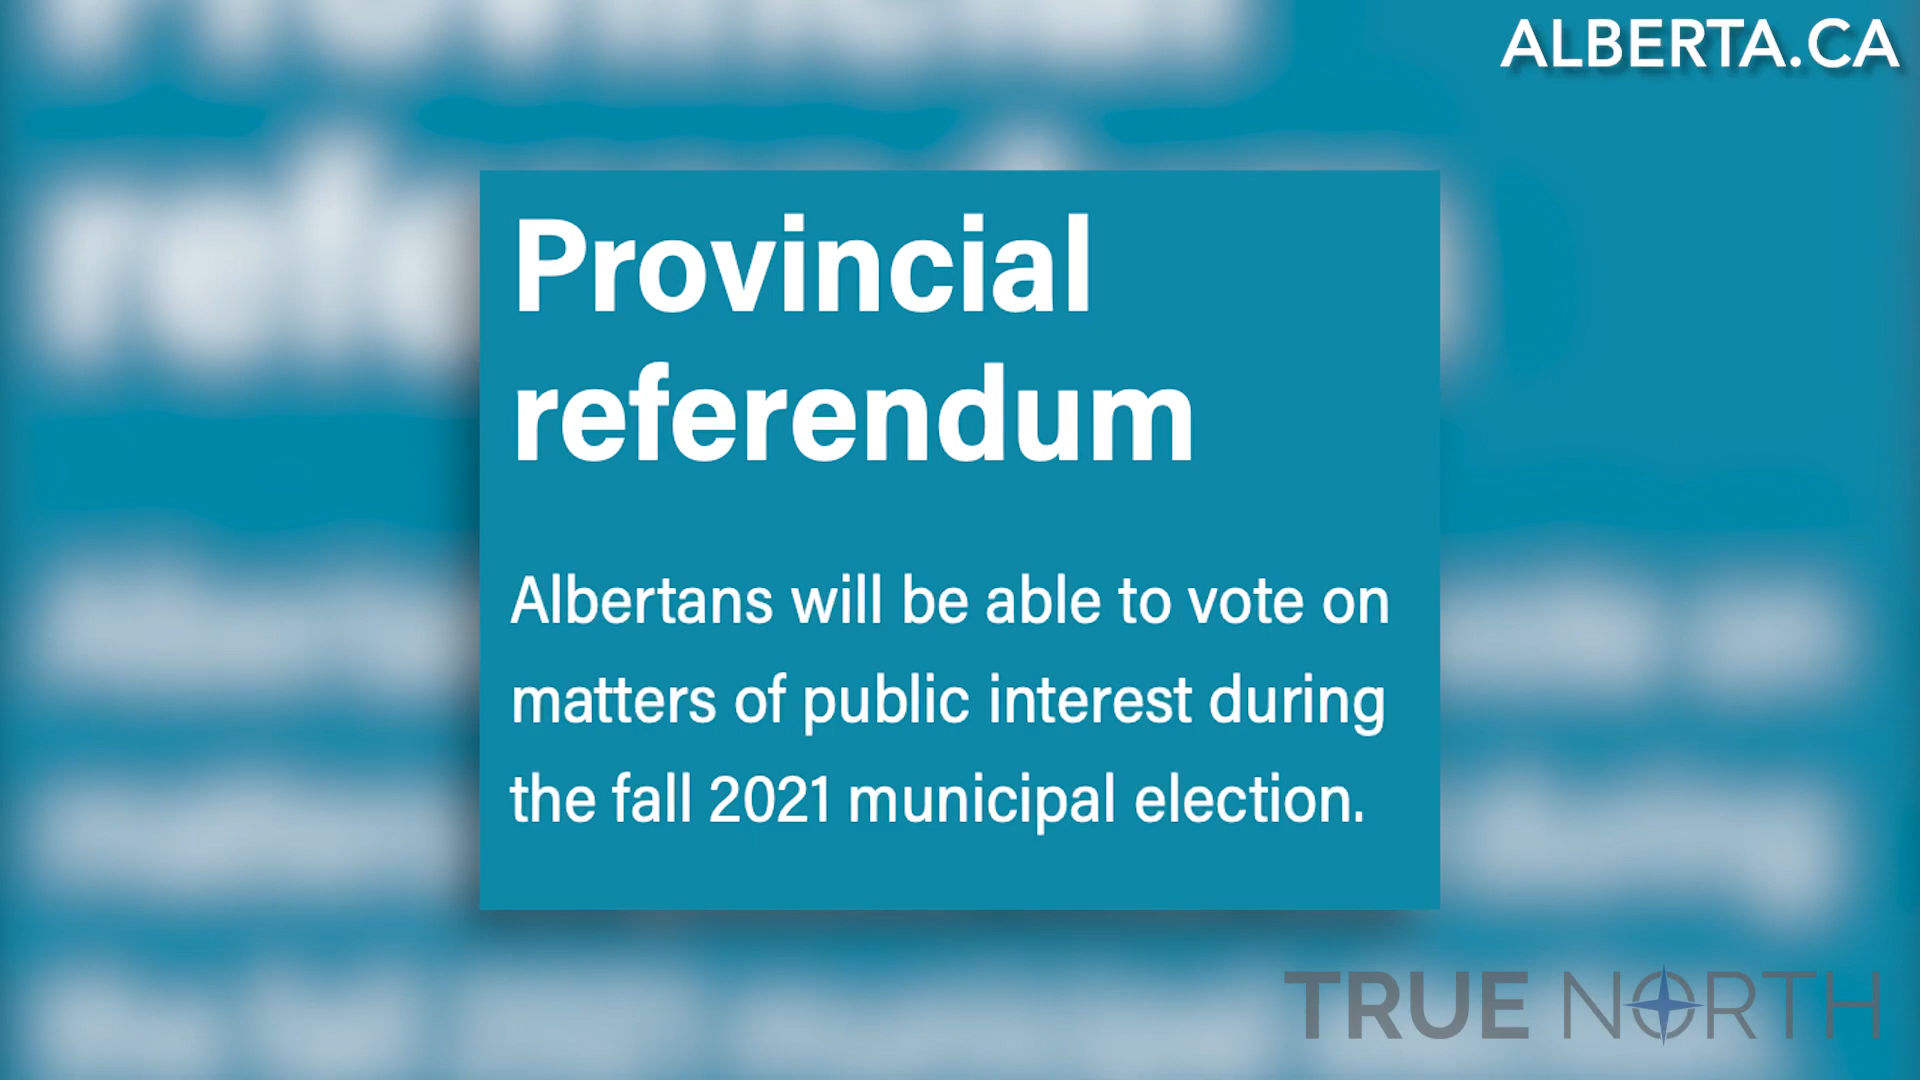 ALBERTA.CA
Provincial
referendum
Albertans will be able to vote on
matters of public interest during
the fall 2021 municipal election.
TRUE NORTH